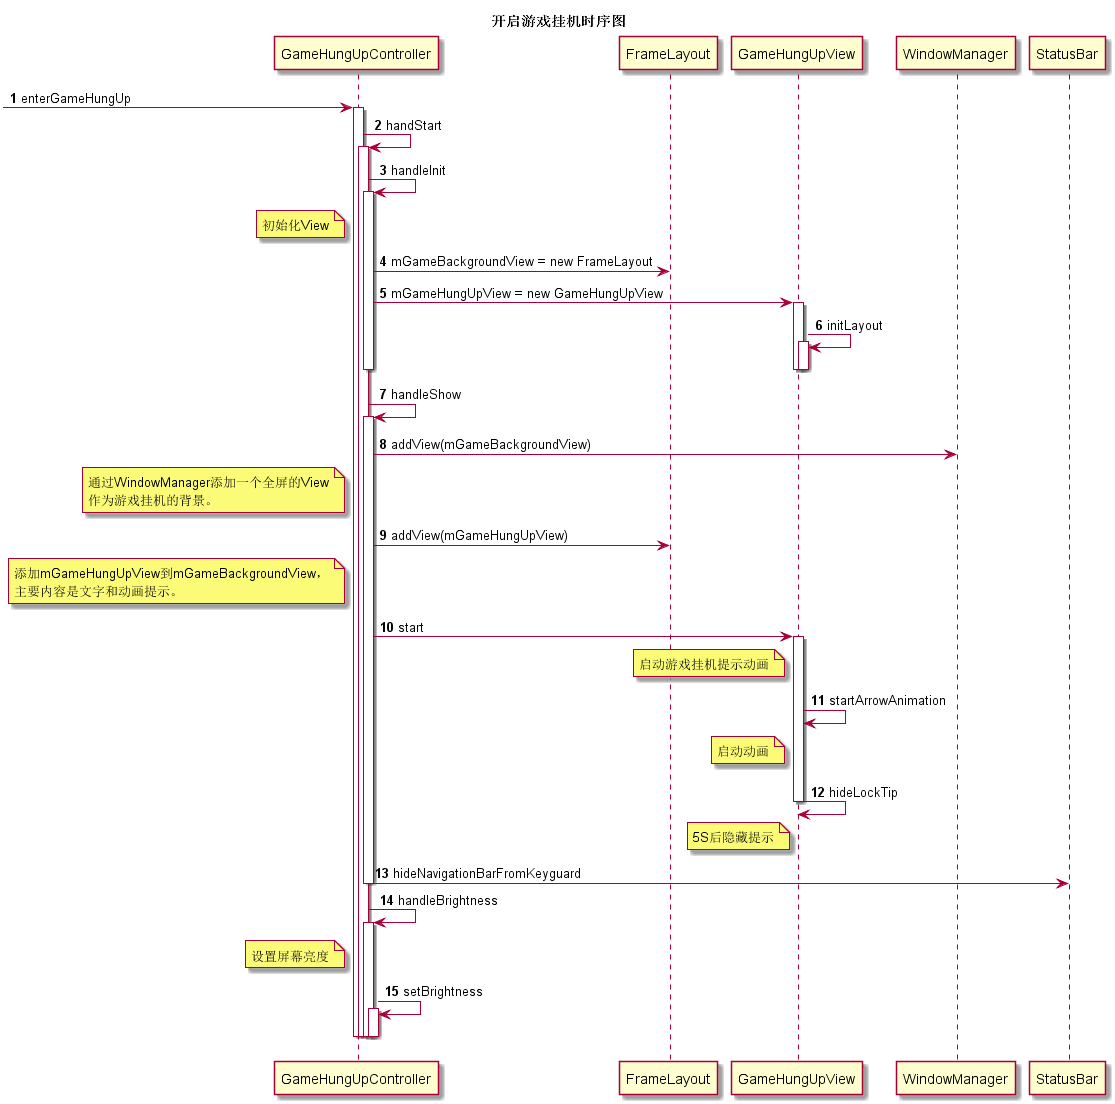 开启游戏挂机时序图
GameHungUpController
FrameLayout
GameHungUpView
WindowManager
StatusBar
1 enterGameHungUp
2 handStart
3 handleInit
初始化View
4 mGameBackgroundView = new FrameLayout
5 mGameHungUpView = new GameHungUpView
6 initLayout
7 handleShow
8 addView(mGameBackgroundView)
通过WindowManager添加一个全屏的View
作为游戏挂机的背景。
9 addView(mGameHungUpView)
添加mGameHungUpView到mGameBackgroundView，
主要内容是文字和动画提示。
10 start
启动游戏挂机提示动画
11 startArrowAnimation
启动动画
12 hideLockTip
5S后隐藏提示
13 hideNavigationBarFromKeyguard
14 handleBrightness
设置屏幕亮度
15 setBrightness
GameHungUpController
FrameLayout
GameHungUpView
WindowManager
StatusBar